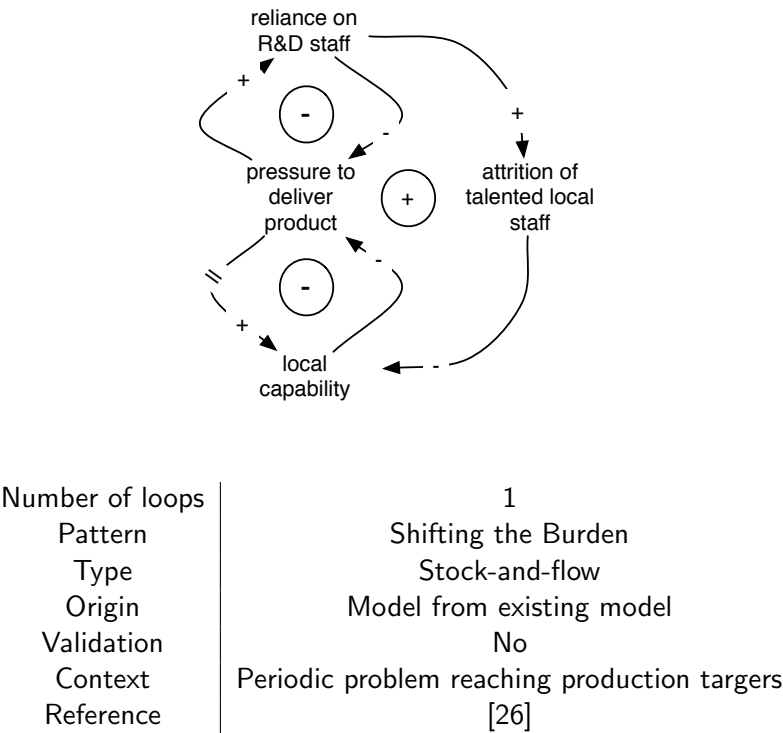 reliance on
R&D staff
+
-
+
-
pressure to
deliver
product
+
attrition of
talented local
staff
-
-
+
local
capability
-
Number of loops 1
Pattern Shifting the Burden
Type Stock-and-flow
Origin Model from existing model
Validation No
Context Periodic problem reaching production targers
Reference [26]